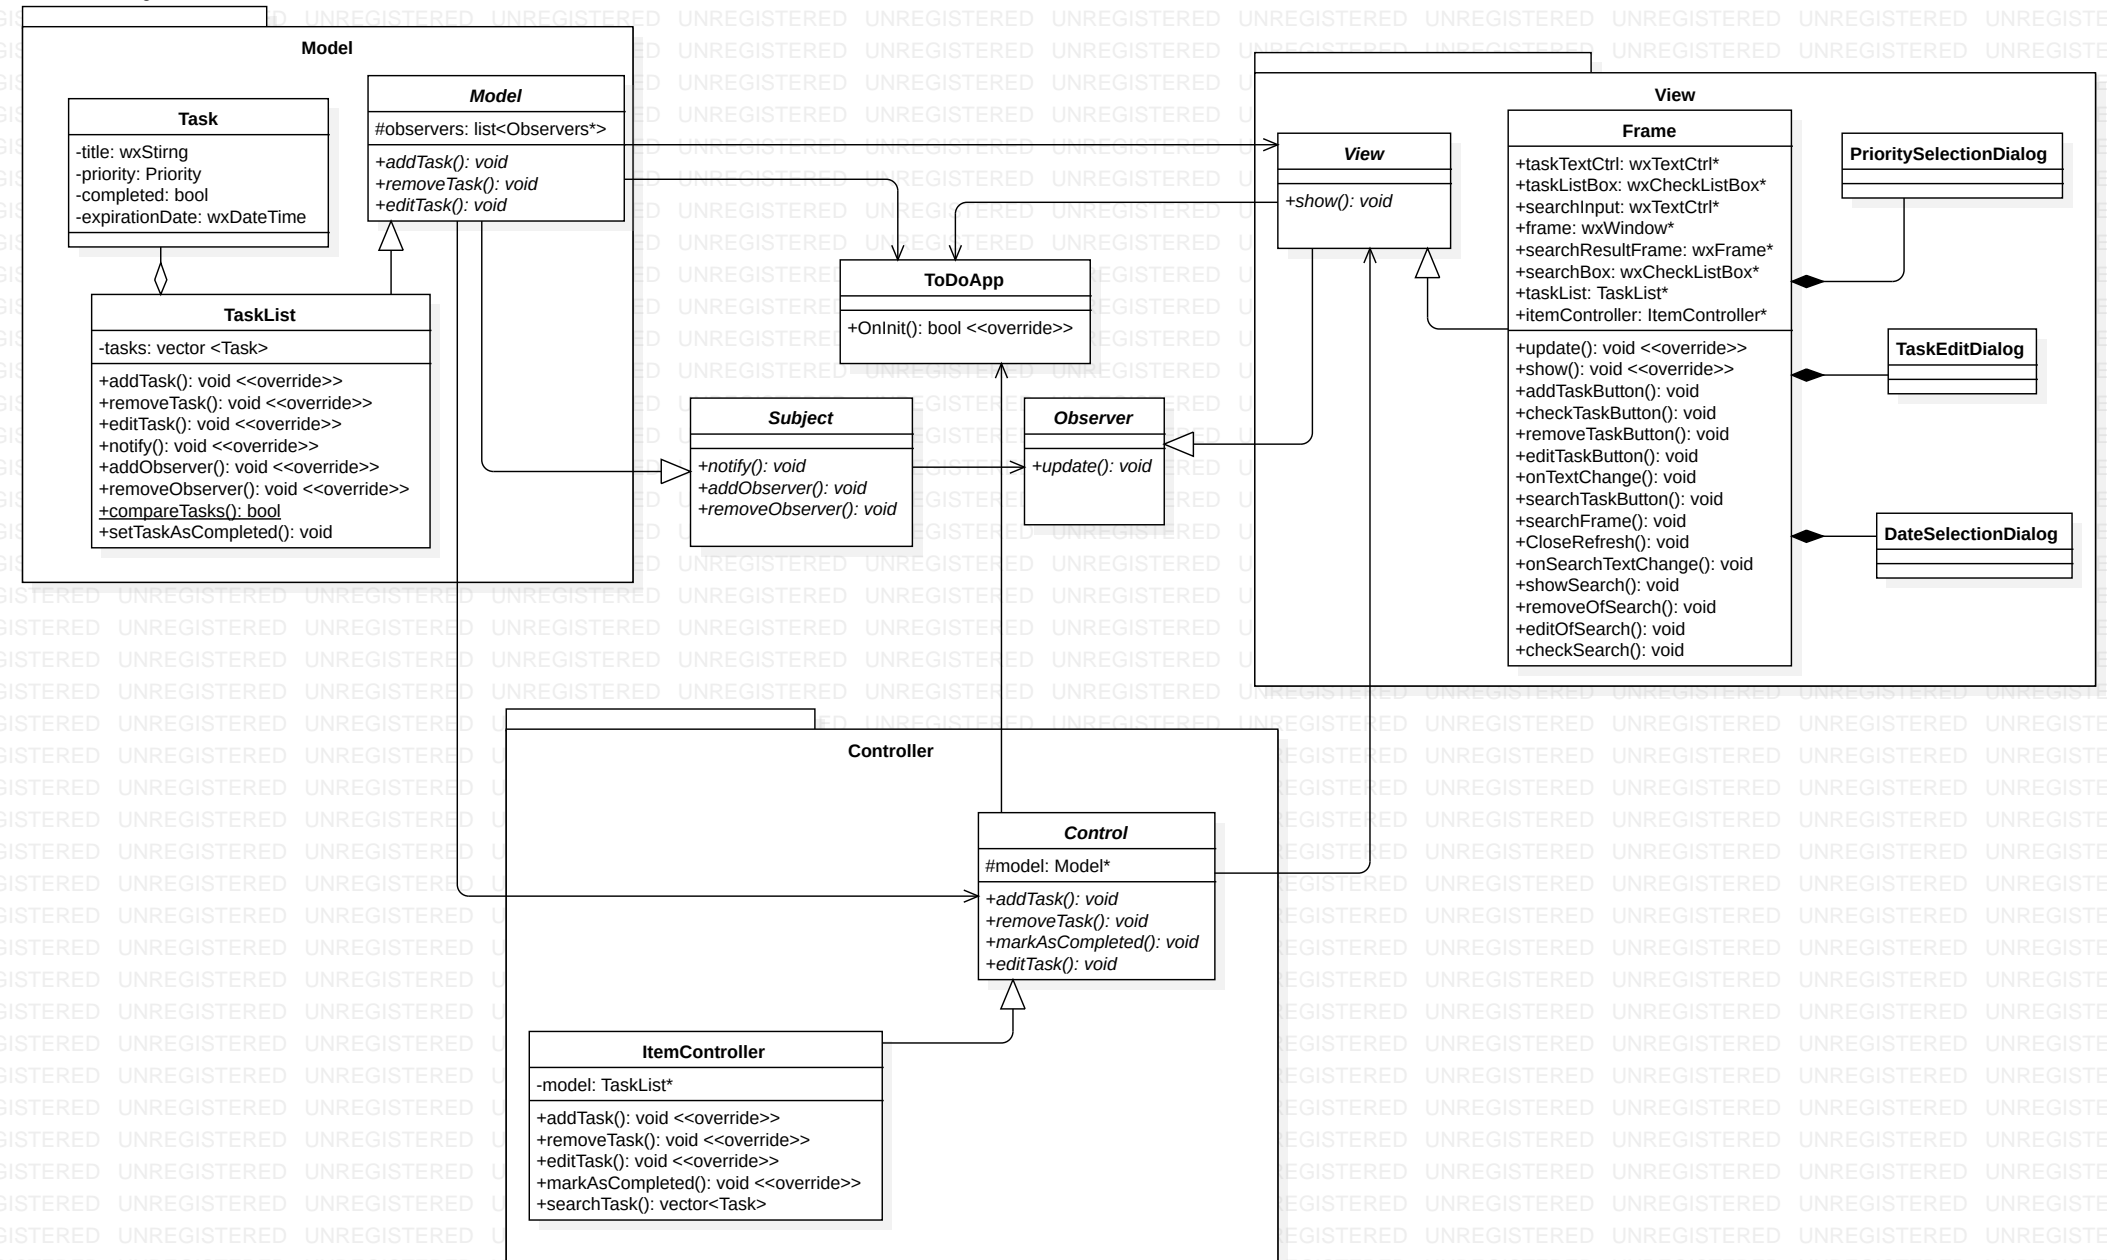 Model
Task
-title: wxStirng
-priority: Priority
-completed: bool
-expirationDate: wxDateTime
Model
#observers: list<Observers*>
+addTask(): void
+removeTask(): void
+editTask(): void
TaskList
-tasks: vector <Task>
+addTask(): void <<override>>
+removeTask(): void <<override>>
+editTask(): void <<override>>
+notify(): void <<override>>
+addObserver(): void <<override>>
+removeObserver(): void <<override>>
+compareTasks(): bool
+setTaskAsCompleted(): void
ToDoApp
+OnInit(): bool <<override>>
Subject
+notify(): void
+addObserver(): void
+removeObserver(): void
Observer
+update(): void
View
View
+show(): void
Frame
+taskTextCtrl: wxTextCtrl*
+taskListBox: wxCheckListBox*
+searchInput: wxTextCtrl*
+frame: wxWindow*
+searchResultFrame: wxFrame*
+searchBox: wxCheckListBox*
+taskList: TaskList*
+itemController: ItemController*
+update(): void <<override>>
+show(): void <<override>>
+addTaskButton(): void
+checkTaskButton(): void
+removeTaskButton(): void
+editTaskButton(): void
+onTextChange(): void
+searchTaskButton(): void
+searchFrame(): void
+CloseRefresh(): void
+onSearchTextChange(): void
+showSearch(): void
+removeOfSearch(): void
+editOfSearch(): void
+checkSearch(): void
PrioritySelectionDialog
TaskEditDialog
DateSelectionDialog
Controller
Control
#model: Model*
+addTask(): void
+removeTask(): void
+markAsCompleted(): void
+editTask(): void
ItemController
-model: TaskList*
+addTask(): void <<override>>
+removeTask(): void <<override>>
+editTask(): void <<override>>
+markAsCompleted(): void <<override>>
+searchTask(): vector<Task>
UNREGISTERED